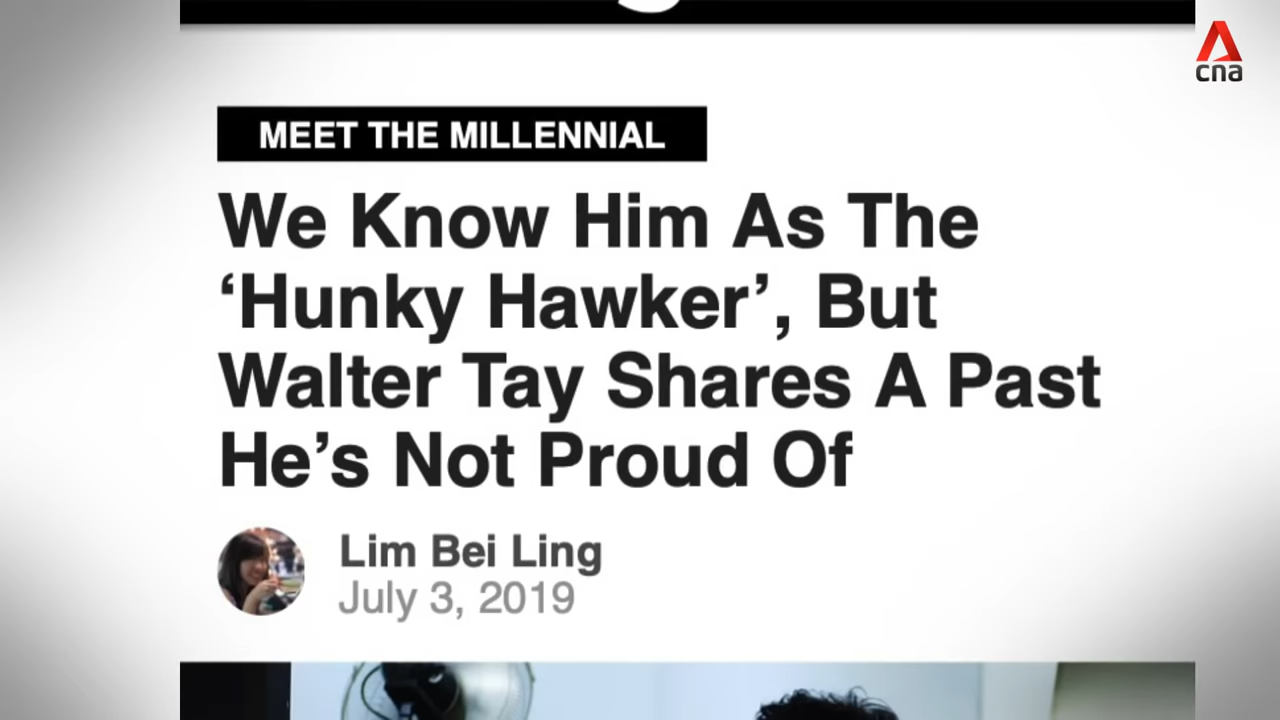 cna
MEET THE MILLENNIAL
We Know Him As The
‘Hunky Hawker’, But
Walter Tay Shares A Past
He’s Not Proud Of
Lim Bei Ling
July 3, 2019